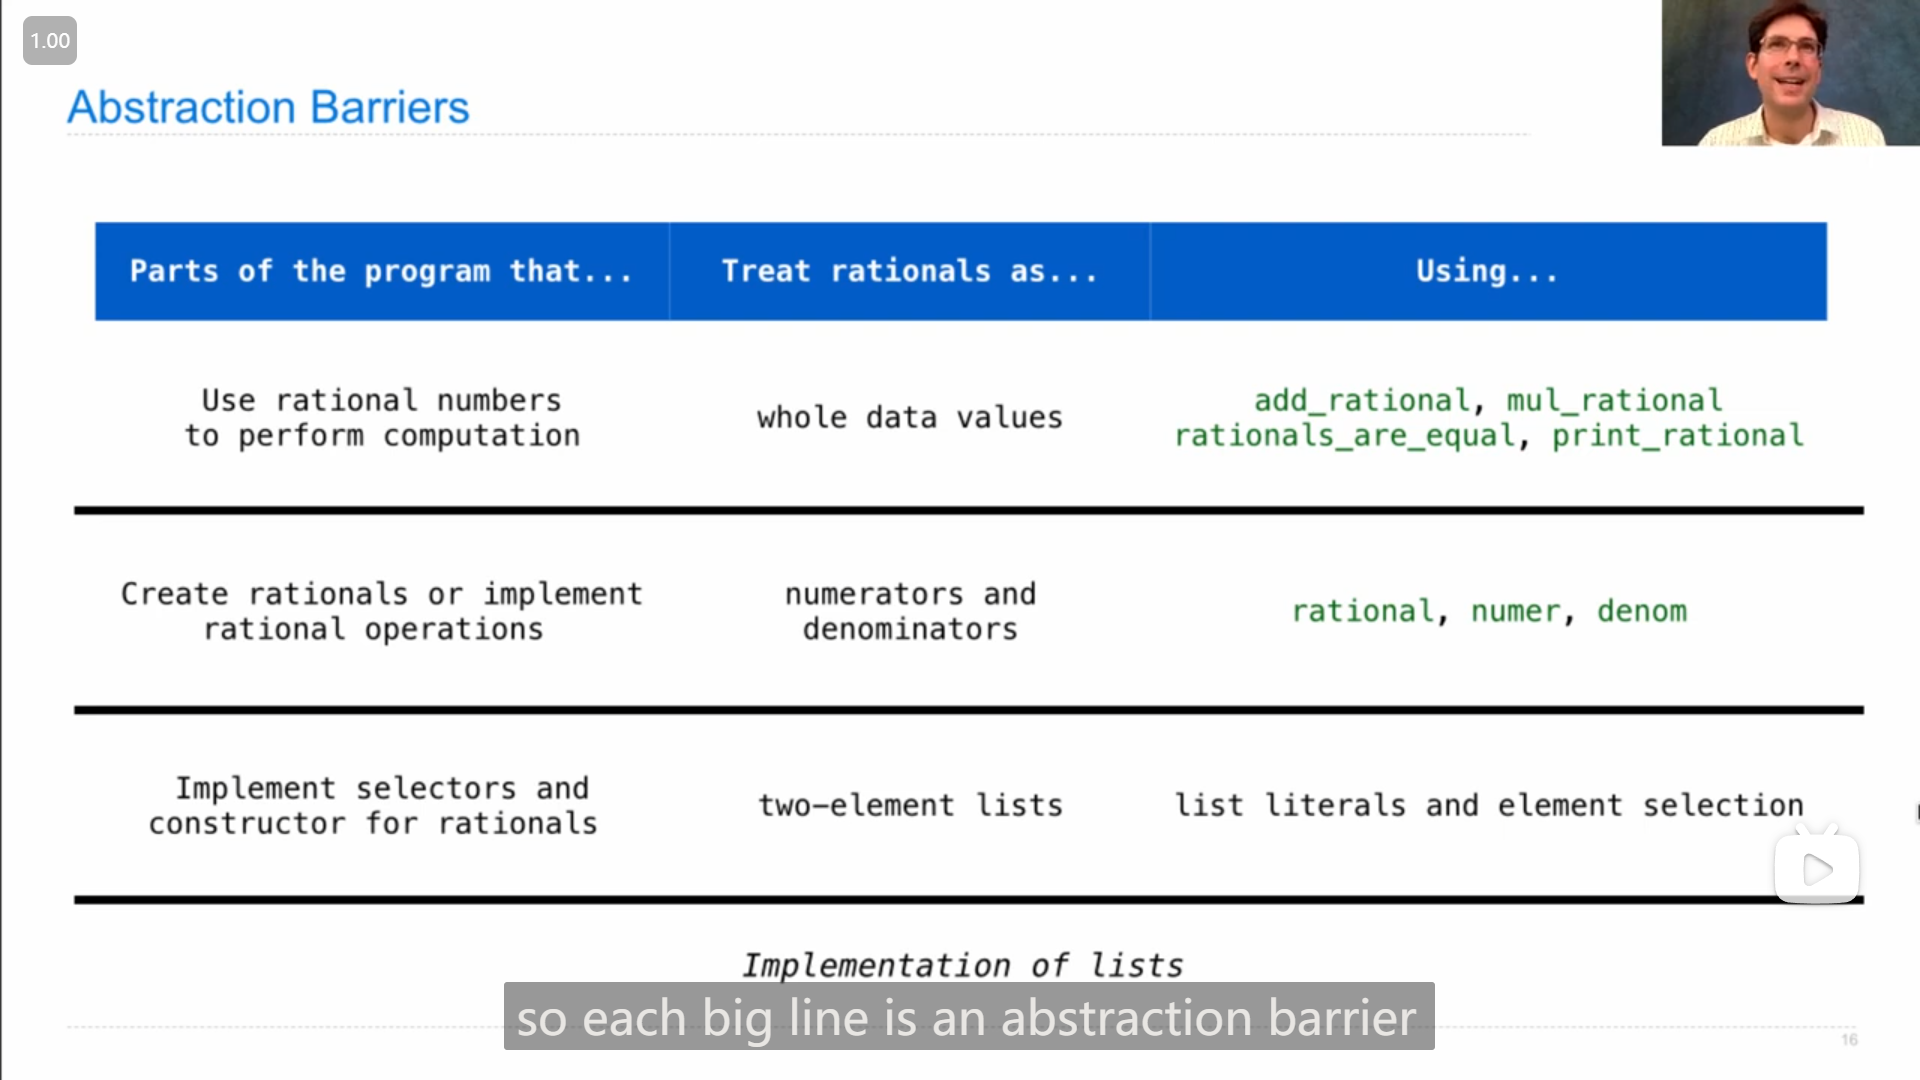 1.00
Abstraction Barriers
Parts of the program that...
Treat rationals as...
Using...
Use rational numbers
to perform computation
whole data values
add_rational, mul_rational
rationals_are_equal, print_rational
Create rationals or implement
rational operations
numerators and
denominators
rational, numer, denom
Implement selectors and
constructor for rationals
two-element lists
list literals and element selection
Implementation of lists
so each big line is an abstraction barrier
16